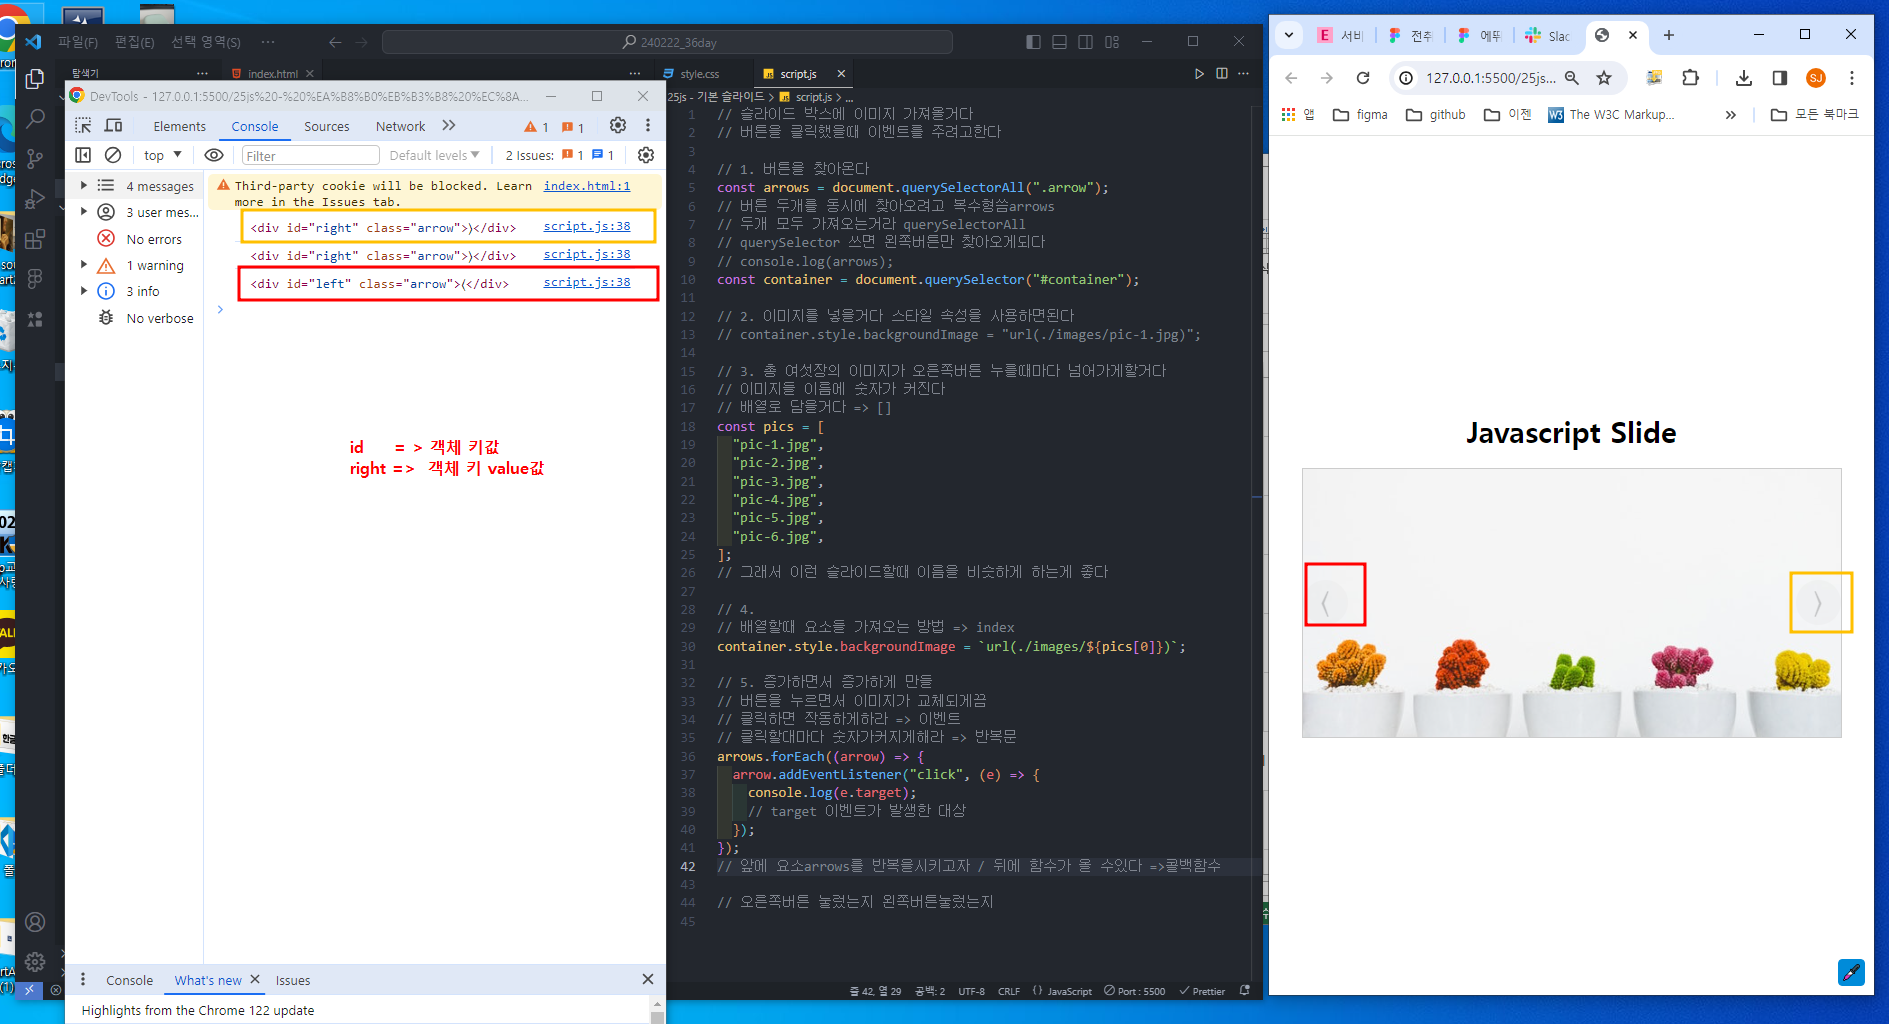 파일(F) 편집(E) 선택 영역(S) ···
240222_36day
탐색기 ···
index.html ×
···
style.css
script.js ×
DevTools - 127.0.0.1:5500/25js%20-%20%EA%B8%B0%EB%B3%B8%20%EC%8A...
Elements Console Sources Network » 1 1
top Filter Default levels 2 Issues: 1 1
4 messages
3 user mes...
No errors
1 warning
3 info
No verbose
Third-party cookie will be blocked. Learn more in the Issues tab. index.html:1
<div id="right" class="arrow">⟩</div> script.js:38
<div id="right" class="arrow">⟩</div> script.js:38
<div id="left" class="arrow">⟨</div> script.js:38
id = > 객체 키값
right => 객체 키 value값
Console What's new × Issues
Highlights from the Chrome 122 update
25js - 기본 슬라이드 > script.js > ...
1 // 슬라이드 박스에 이미지 가져올거다
2 // 버튼을 클릭했을때 이벤트를 주려고한다
3
4 // 1. 버튼을 찾아온다
5 const arrows = document.querySelectorAll(".arrow");
6 // 버튼 두개를 동시에 찾아오려고 복수형씀arrows
7 // 두개 모두 가져오는거라 querySelectorAll
8 // querySelector 쓰면 왼쪽버튼만 찾아오게되다
9 // console.log(arrows);
10 const container = document.querySelector("#container");
11
12 // 2. 이미지를 넣을거다 스타일 속성을 사용하면된다
13 // container.style.backgroundImage = "url(./images/pic-1.jpg)";
14
15 // 3. 총 여섯장의 이미지가 오른쪽버튼 누를때마다 넘어가게할거다
16 // 이미지들 이름에 숫자가 커진다
17 // 배열로 담을거다 => []
18 const pics = [
19 "pic-1.jpg",
20 "pic-2.jpg",
21 "pic-3.jpg",
22 "pic-4.jpg",
23 "pic-5.jpg",
24 "pic-6.jpg",
25 ];
26 // 그래서 이런 슬라이드할때 이름을 비슷하게 하는게 좋다
27
28 // 4.
29 // 배열할때 요소들 가져오는 방법 => index
30 container.style.backgroundImage = `url(./images/${pics[0]})`;
31
32 // 5. 증가하면서 증가하게 만들
33 // 버튼을 누르면서 이미지가 교체되게끔
34 // 클릭하면 작동하게하라 => 이벤트
35 // 클릭할대마다 숫자가커지게해라 => 반복문
36 arrows.forEach((arrow) => {
37 arrow.addEventListener("click", (e) => {
38 console.log(e.target);
39 // target 이벤트가 발생한 대상
40 });
41 });
42 // 앞에 요소arrows를 반복을시키고자 / 뒤에 함수가 올 수있다 =>콜백함수
43
44 // 오른쪽버튼 눌렀는지 왼쪽버튼눌렀는지
45
줄 42, 열 29 공백: 2 UTF-8 CRLF {} JavaScript Port : 5500 Prettier
서비 전취 에뛰 Slac × +
127.0.0.1:5500/25js... SJ
앱 figma github 이젠 W3 The W3C Markup... » 모든 북마크
Javascript Slide
⟨ ⟩